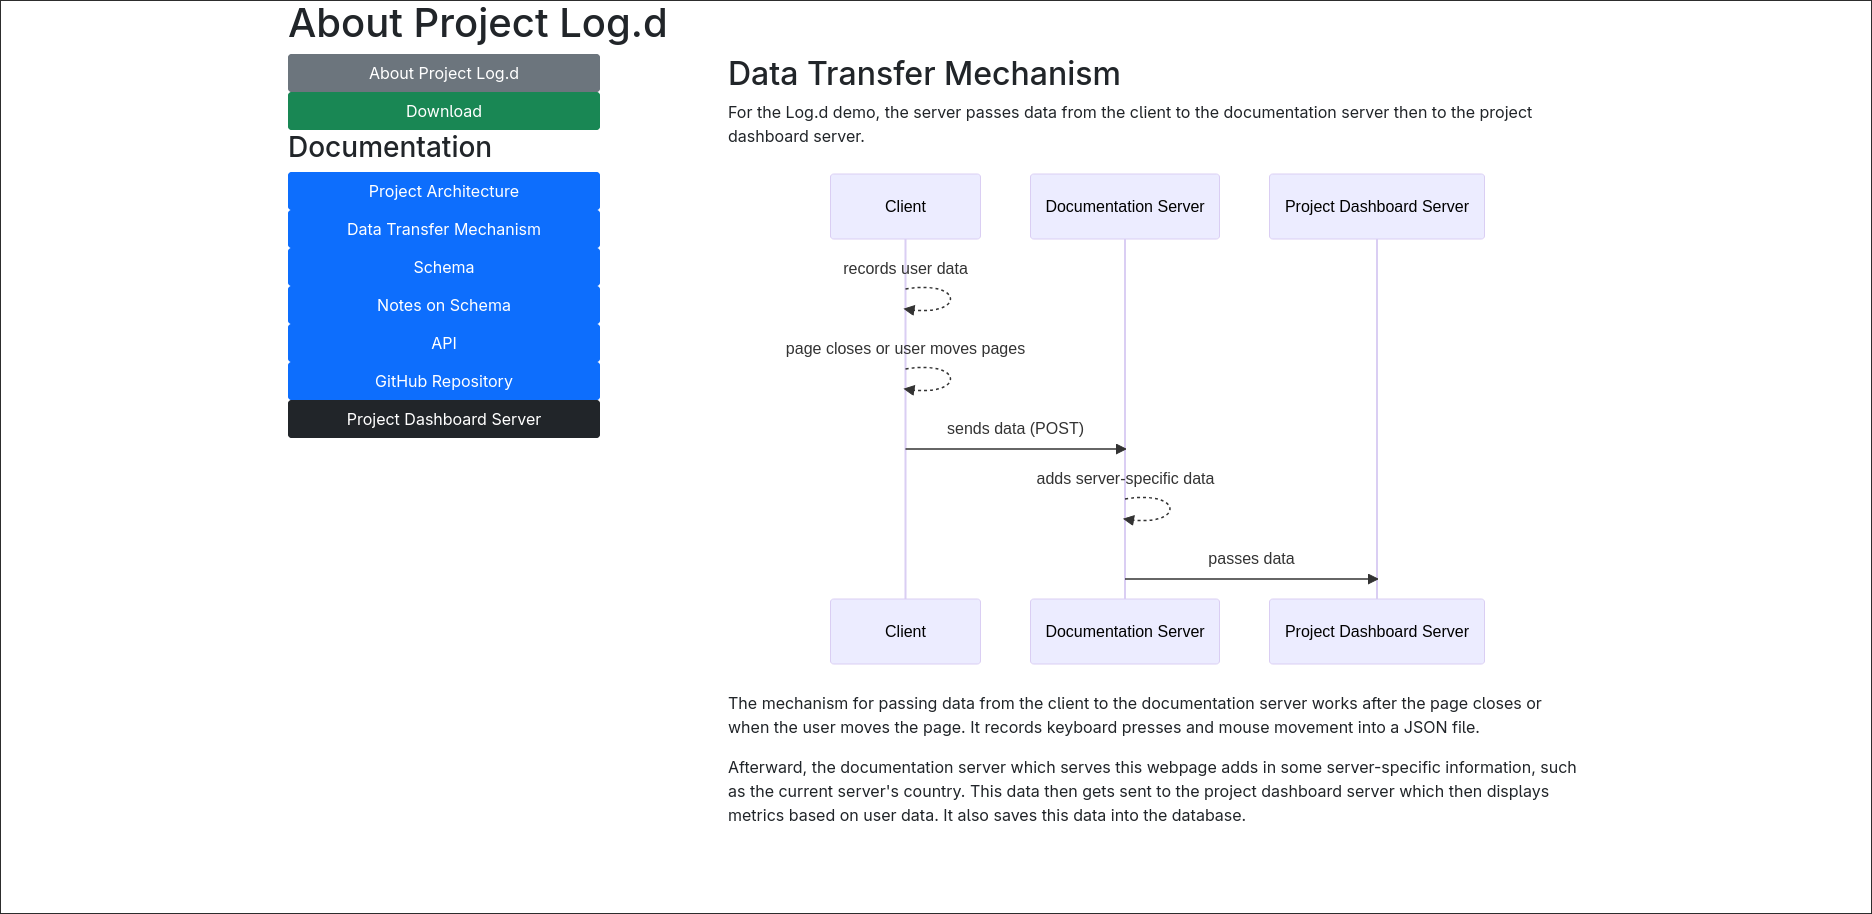 About Project Log.d
About Project Log.d
Download
Documentation
Project Architecture
Data Transfer Mechanism
Schema
Notes on Schema
API
GitHub Repository
Project Dashboard Server
Data Transfer Mechanism
For the Log.d demo, the server passes data from the client to the documentation server then to the project
dashboard server.
Client
Documentation Server
Project Dashboard Server
records user data
page closes or user moves pages
sends data (POST)
adds server-specific data
passes data
Client
Documentation Server
Project Dashboard Server
The mechanism for passing data from the client to the documentation server works after the page closes or
when the user moves the page. It records keyboard presses and mouse movement into a JSON file.
Afterward, the documentation server which serves this webpage adds in some server-specific information, such
as the current server's country. This data then gets sent to the project dashboard server which then displays
metrics based on user data. It also saves this data into the database.